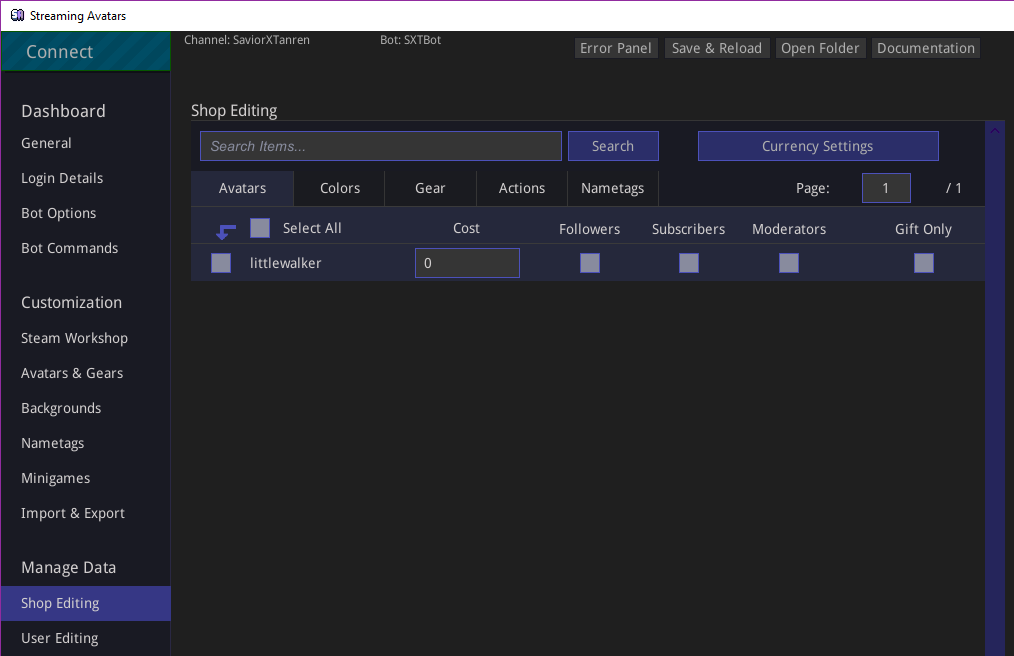 Streaming Avatars
Connect
Channel: SaviorXTanren
Bot: SXTBot
Error Panel
Save & Reload
Open Folder
Documentation
Dashboard
General
Login Details
Bot Options
Bot Commands
Customization
Steam Workshop
Avatars & Gears
Backgrounds
Nametags
Minigames
Import & Export
Manage Data
Shop Editing
User Editing
Shop Editing
Search Items...
Search
Currency Settings
Avatars
Colors
Gear
Actions
Nametags
Page:
1
/ 1
Select All
Cost
Followers
Subscribers
Moderators
Gift Only
littlewalker
0